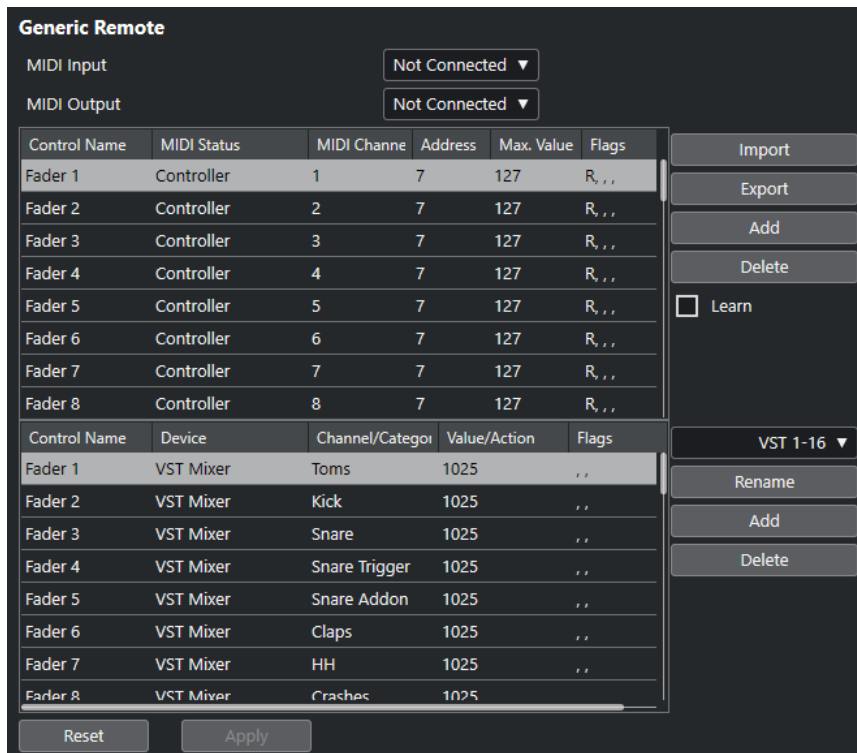 Generic Remote
MIDI Input Not Connected ▼
MIDI Output Not Connected ▼
Control Name MIDI Status MIDI Channe Address Max. Value Flags
Fader 1 Controller 1 7 127 R, , ,
Fader 2 Controller 2 7 127 R, , ,
Fader 3 Controller 3 7 127 R, , ,
Fader 4 Controller 4 7 127 R, , ,
Fader 5 Controller 5 7 127 R, , ,
Fader 6 Controller 6 7 127 R, , ,
Fader 7 Controller 7 7 127 R, , ,
Fader 8 Controller 8 7 127 R, , ,
Import
Export
Add
Delete
Learn
Control Name Device Channel/Categor Value/Action Flags
Fader 1 VST Mixer Toms 1025 , ,
Fader 2 VST Mixer Kick 1025 , ,
Fader 3 VST Mixer Snare 1025 , ,
Fader 4 VST Mixer Snare Trigger 1025 , ,
Fader 5 VST Mixer Snare Addon 1025 , ,
Fader 6 VST Mixer Claps 1025 , ,
Fader 7 VST Mixer HH 1025 , ,
Fader 8 VST Mixer Crashes 1025
VST 1-16 ▼
Rename
Add
Delete
Reset Apply